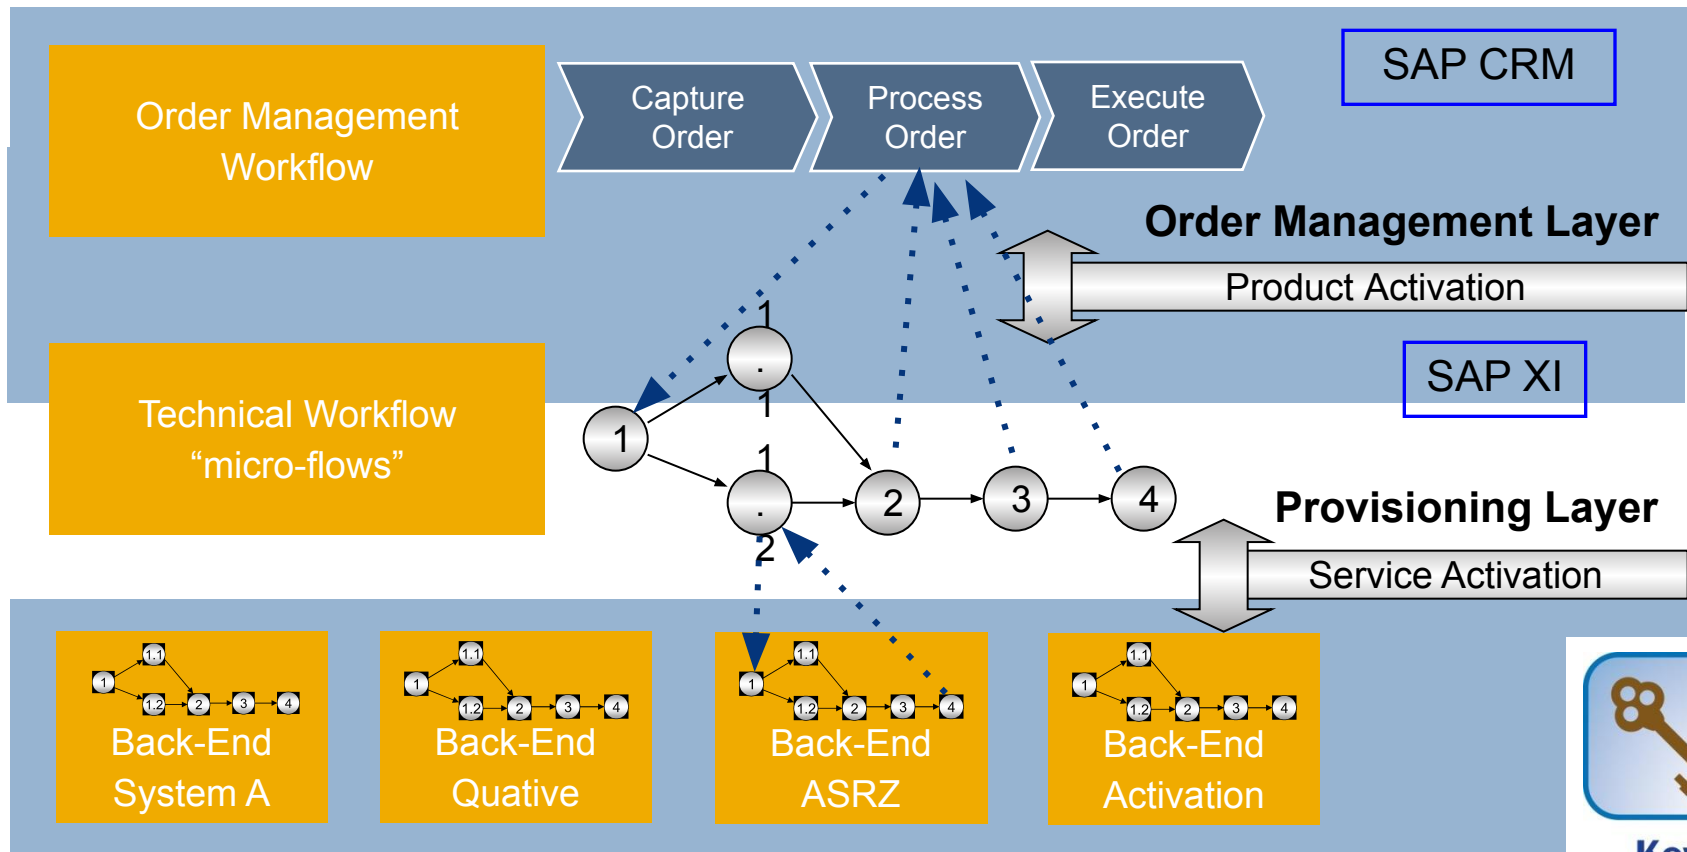 Order Management
Workflow
Capture
Order
Process
Order
Execute
Order
SAP CRM
Order Management Layer
Product Activation
SAP XI
Technical Workflow
“micro-flows”
1
1
.
1
1
.
2
2
3
4
Provisioning Layer
Service Activation
1
1.1
1.2
2
3
4
Back-End
System A
1
1.1
1.2
2
3
4
Back-End
Quative
1
1.1
1.2
2
3
4
Back-End
ASRZ
1
1.1
1.2
2
3
4
Back-End
Activation